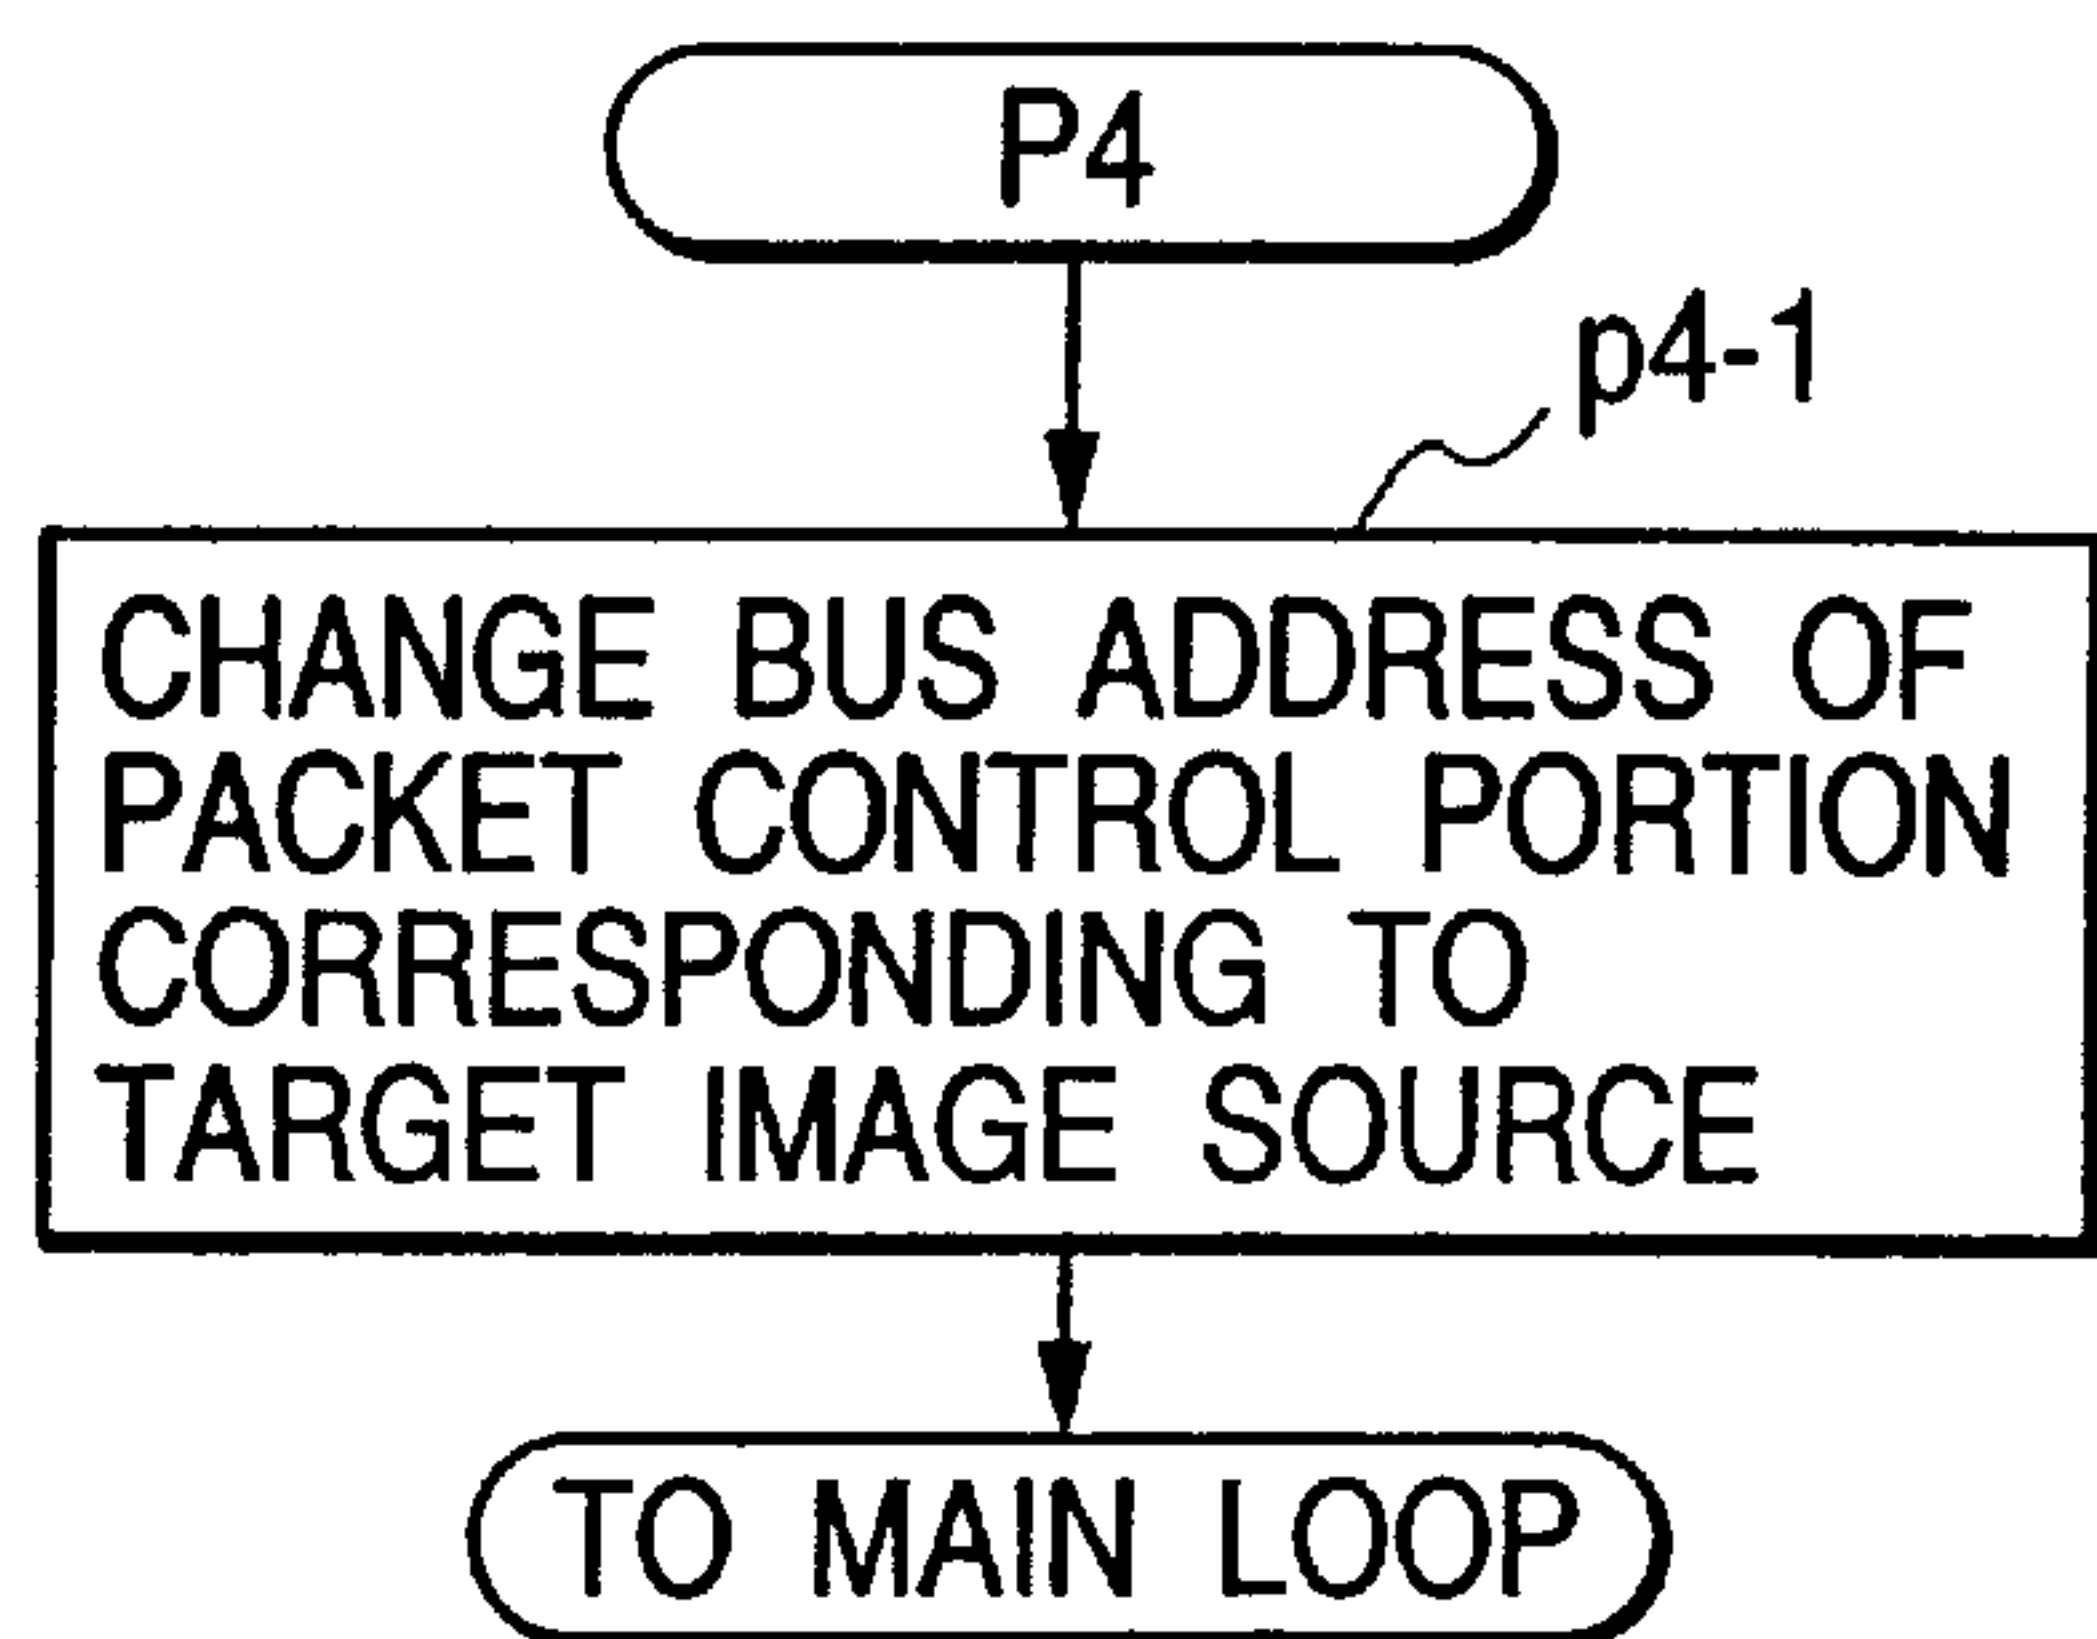 P4
p4-1
CHANGE BUS ADDRESS OF
PACKET CONTROL PORTION
CORRESPONDING TO
TARGET IMAGE SOURCE
TO MAIN LOOP